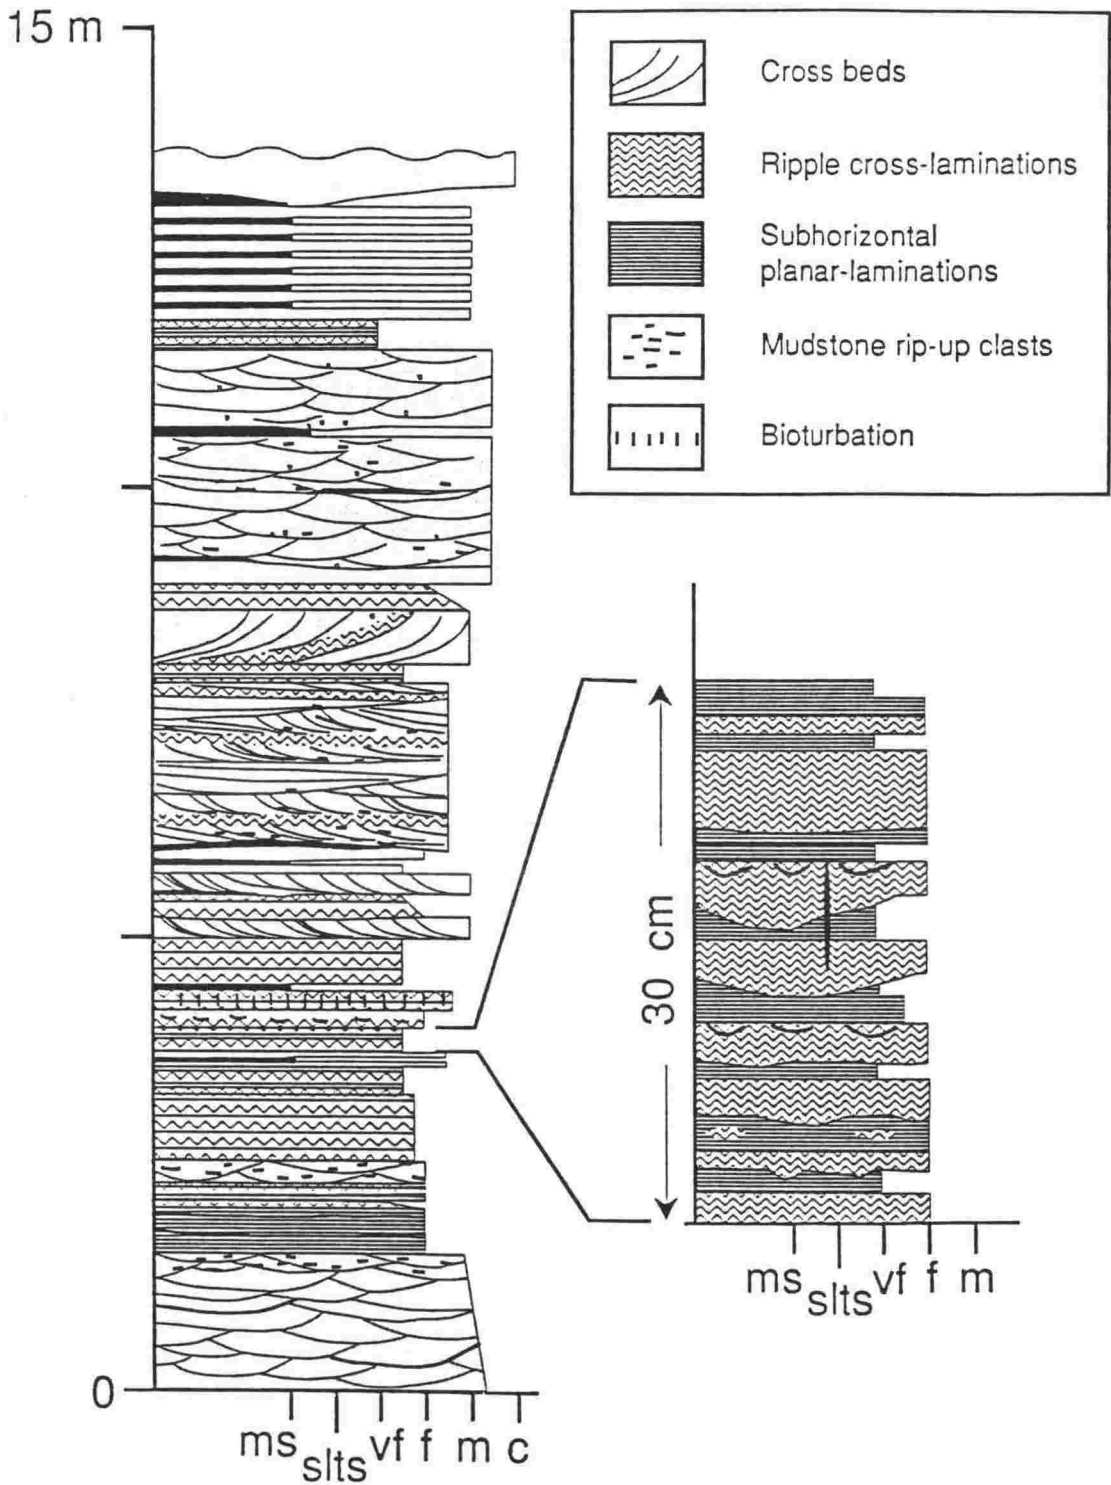 15 m
Cross beds
Ripple cross-laminations
Subhorizontal
planar-laminations
Mudstone rip-up clasts
Bioturbation
30 cm
ms slts vf f m
0
ms slts vf f m c